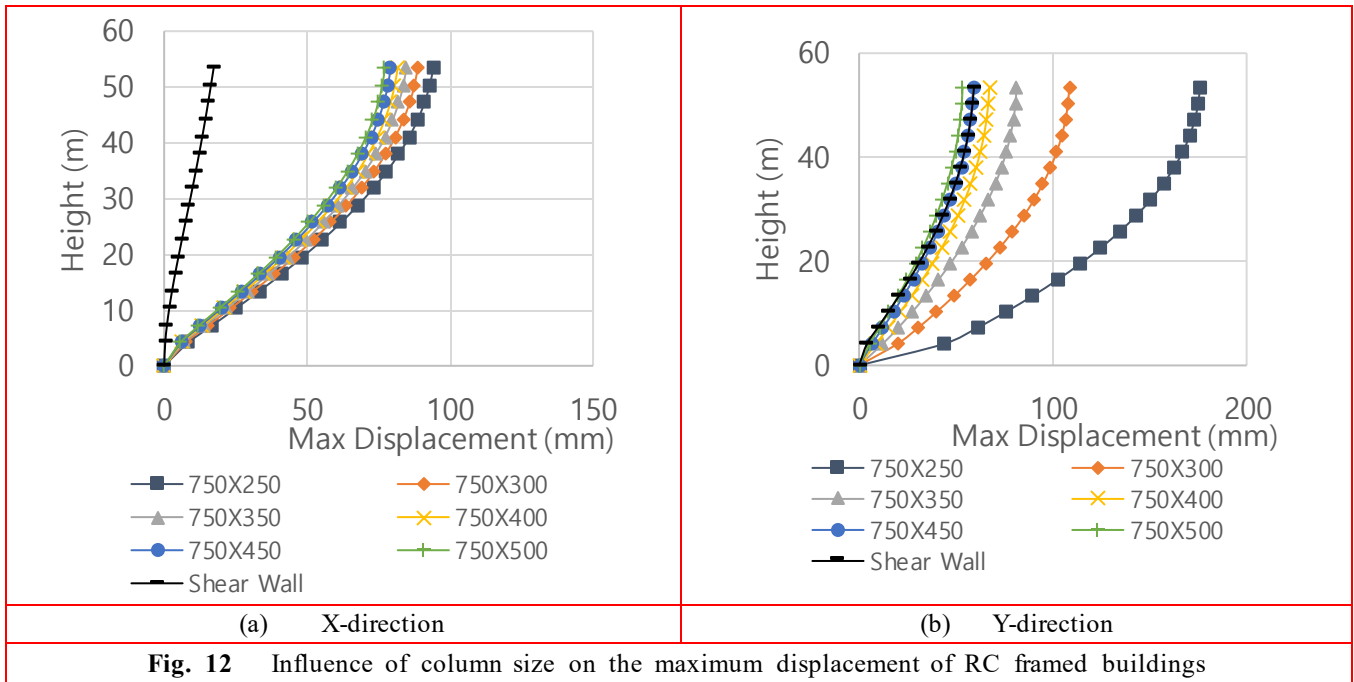 60
50
40
30
20
10
0
Height (m)
0 50 100 150
Max Displacement (mm)
750X250 750X300
750X350 750X400
750X450 750X500
Shear Wall
60
40
20
0
Height (m)
0 100 200
Max Displacement (mm)
750X250 750X300
750X350 750X400
750X450 750X500
Shear Wall
(a) X-direction
(b) Y-direction
Fig. 12 Influence of column size on the maximum displacement of RC framed buildings